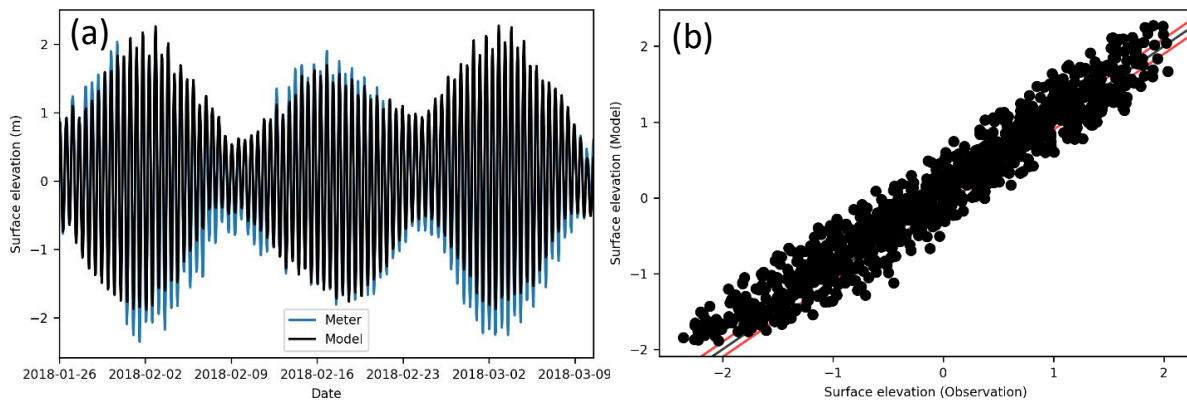 (a)
2
1
0
−1
−2
Surface elevation (m)
Meter
Model
2018-01-26 2018-02-02 2018-02-09 2018-02-16 2018-02-23 2018-03-02 2018-03-09
Date
(b)
2
1
0
−1
−2
Surface elevation (Model)
−2 −1 0 1 2
Surface elevation (Observation)